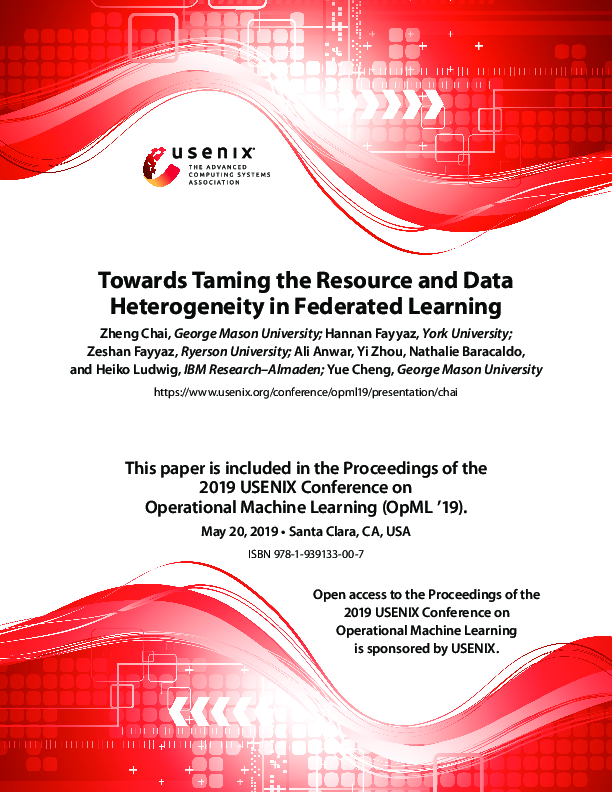 usenix™
THE ADVANCED
COMPUTING SYSTEMS
ASSOCIATION
Towards Taming the Resource and Data
Heterogeneity in Federated Learning
Zheng Chai, George Mason University; Hannan Fayyaz, York University;
Zeshan Fayyaz, Ryerson University; Ali Anwar, Yi Zhou, Nathalie Baracaldo,
and Heiko Ludwig, IBM Research–Almaden; Yue Cheng, George Mason University
https://www.usenix.org/conference/opml19/presentation/chai
This paper is included in the Proceedings of the
2019 USENIX Conference on
Operational Machine Learning (OpML ’19).
May 20, 2019 • Santa Clara, CA, USA
ISBN 978-1-939133-00-7
Open access to the Proceedings of the
2019 USENIX Conference on
Operational Machine Learning
is sponsored by USENIX.